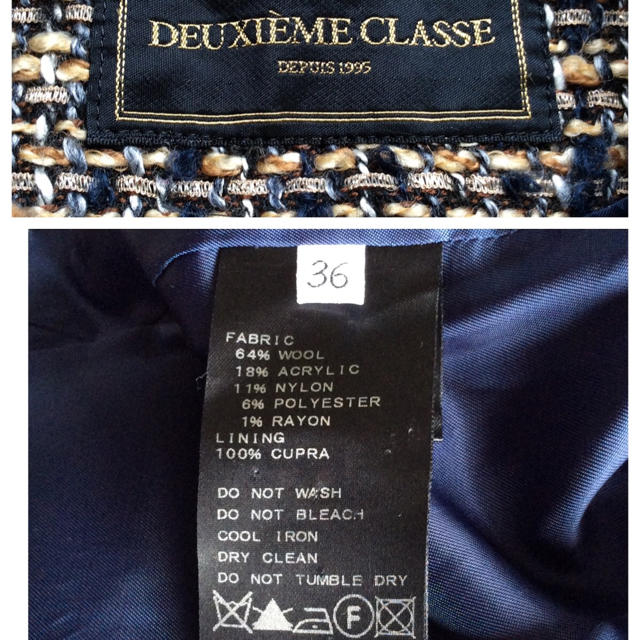 DEUXIÈME CLASSE
DEPUIS 1995
36
FABRIC
64% WOOL
18% ACRYLIC
11% NYLON
6% POLYESTER
1% RAYON
LINING
100% CUPRA
DO NOT WASH
DO NOT BLEACH
COOL IRON
DRY CLEAN
DO NOT TUMBLE DRY
F